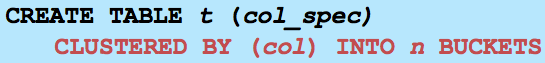 CREATE TABLE t (col_spec)
CLUSTERED BY (col) INTO n BUCKETS